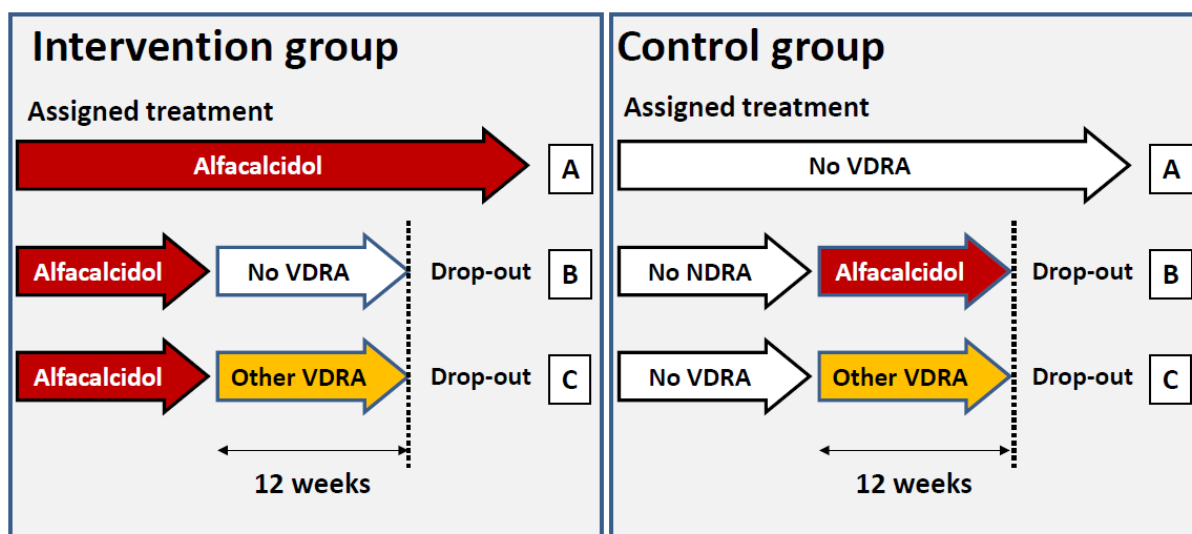 Intervention group
Assigned treatment
Alfacalcidol
A
Alfacalcidol No VDRA Drop-out B
Alfacalcidol Other VDRA Drop-out C
12 weeks
Control group
Assigned treatment
No VDRA
A
No NDRA Alfacalcidol Drop-out B
No VDRA Other VDRA Drop-out C
12 weeks